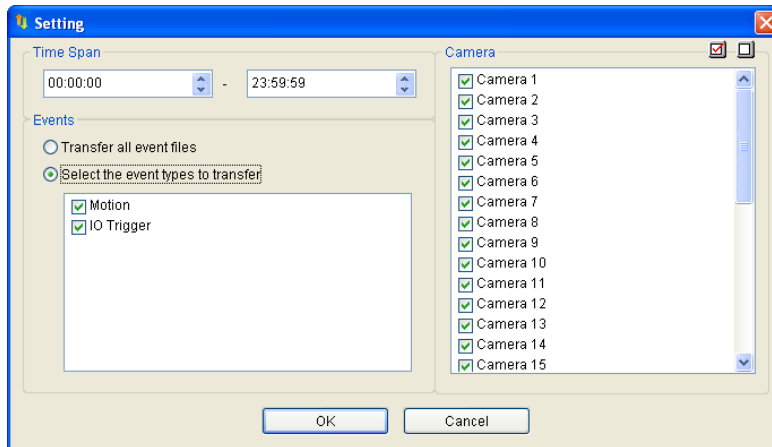 Setting
Time Span
00:00:00 - 23:59:59
Events
Transfer all event files
Select the event types to transfer
Motion
IO Trigger
Camera
Camera 1
Camera 2
Camera 3
Camera 4
Camera 5
Camera 6
Camera 7
Camera 8
Camera 9
Camera 10
Camera 11
Camera 12
Camera 13
Camera 14
Camera 15
OK Cancel